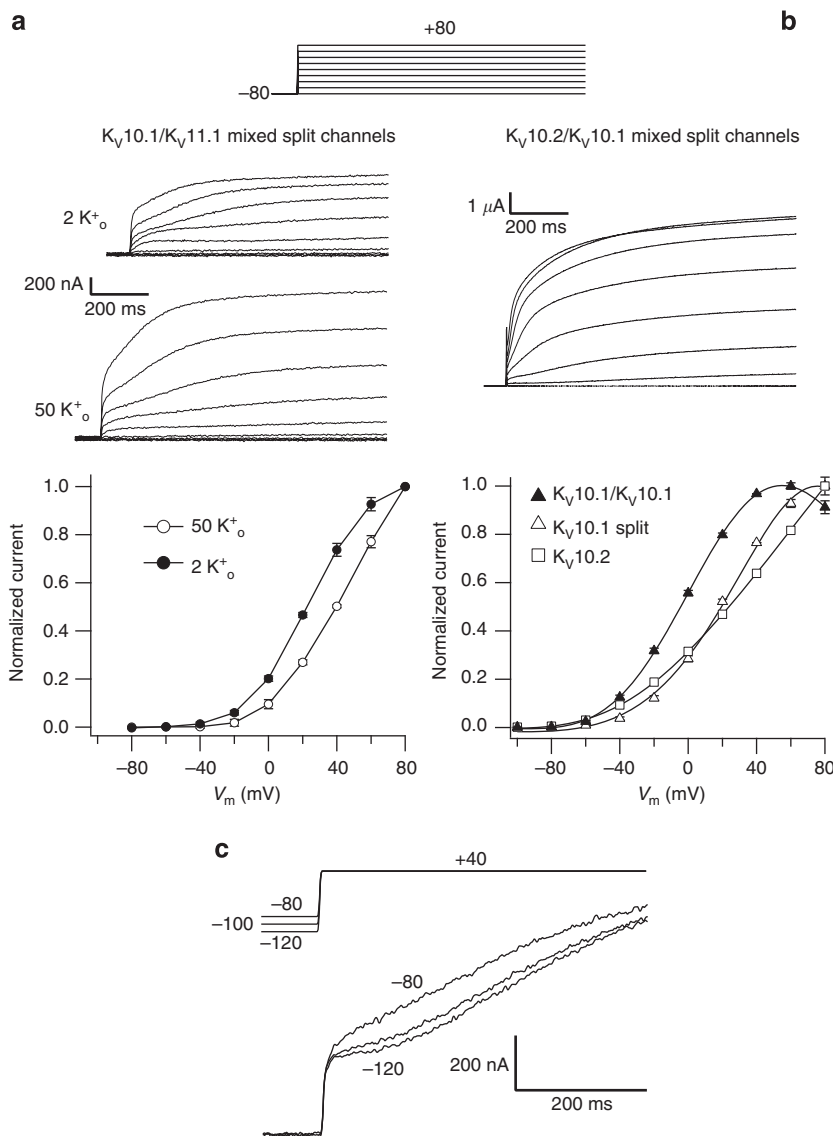 a
b
+80
−80
KV10.1/KV11.1 mixed split channels
2 K+o
200 nA
200 ms
50 K+o
KV10.2/KV10.1 mixed split channels
1 μA
200 ms
Normalized current
1.0
0.8
0.6
0.4
0.2
0.0
50 K+o
2 K+o
−80
−40
0
40
80
Vm (mV)
Normalized current
1.0
0.8
0.6
0.4
0.2
0.0
KV10.1/KV10.1
KV10.1 split
KV10.2
−80
−40
0
40
80
Vm (mV)
c
+40
−80
−100
−120
−80
−120
200 nA
200 ms